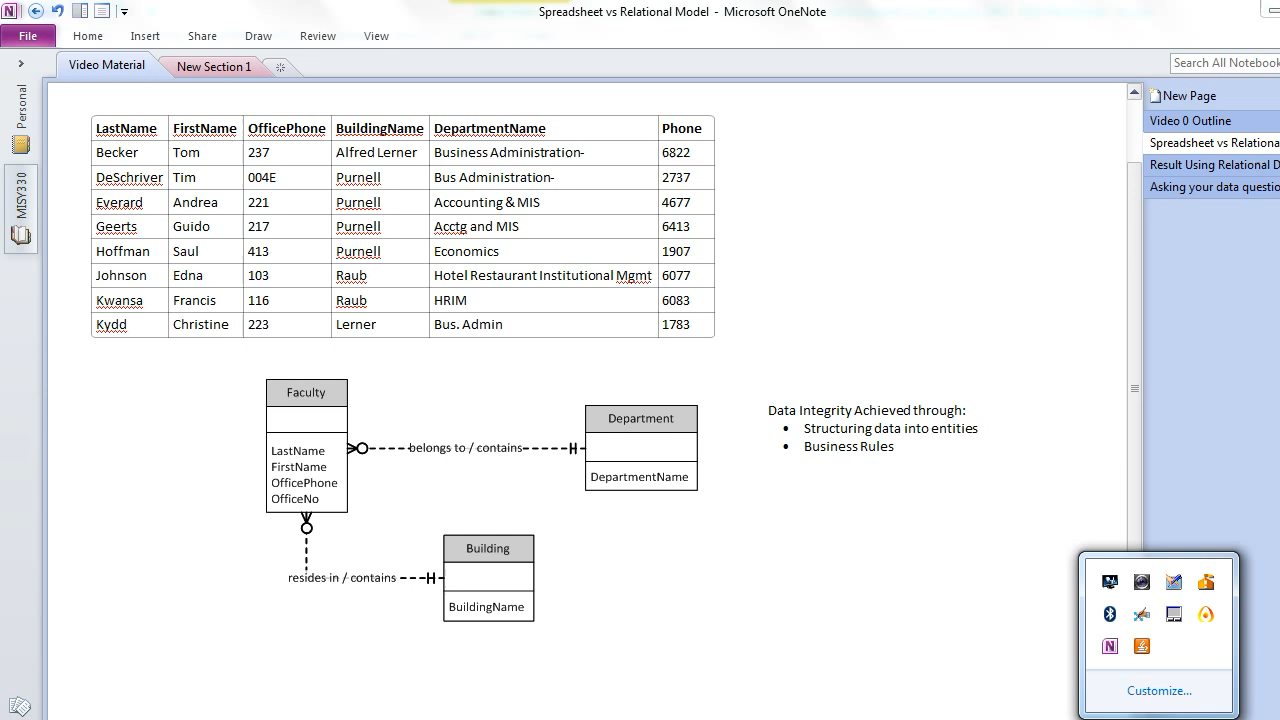 Spreadsheet vs Relational Model - Microsoft OneNote
File Home Insert Share Draw Review View
Video Material New Section 1 Search All Notebook
Personal
MISY330
New Page
Video 0 Outline
Spreadsheet vs Relationa
Result Using Relational D
Asking your data questio
LastName FirstName OfficePhone BuildingName DepartmentName Phone
Becker Tom 237 Alfred Lerner Business Administration- 6822
DeSchriver Tim 004E Purnell Bus Administration- 2737
Everard Andrea 221 Purnell Accounting & MIS 4677
Geerts Guido 217 Purnell Acctg and MIS 6413
Hoffman Saul 413 Purnell Economics 1907
Johnson Edna 103 Raub Hotel Restaurant Institutional Mgmt 6077
Kwansa Francis 116 Raub HRIM 6083
Kydd Christine 223 Lerner Bus. Admin 1783
Faculty
LastName
FirstName
OfficePhone
OfficeNo
belongs to / contains
Department
DepartmentName
resides in / contains
Building
BuildingName
Data Integrity Achieved through:
• Structuring data into entities
• Business Rules
Customize...